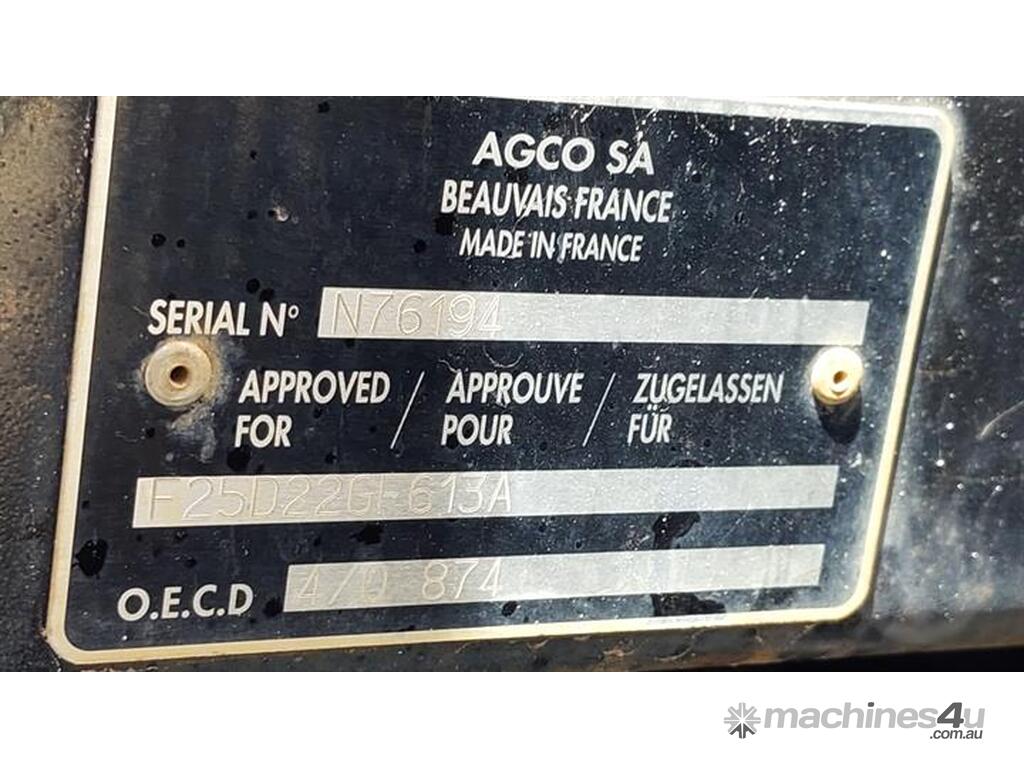 AGCO SA
BEAUVAIS FRANCE
MADE IN FRANCE
SERIAL Nº N76194
APPROVED / APPROUVE / ZUGELASSEN
FOR POUR FÜR
O.E.C.D 4/0 874
machines4u
.com.au